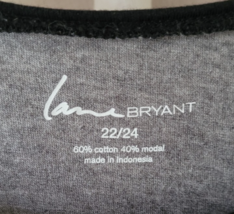 lane BRYANT
22/24
60% cotton 40% modal
made in Indonesia